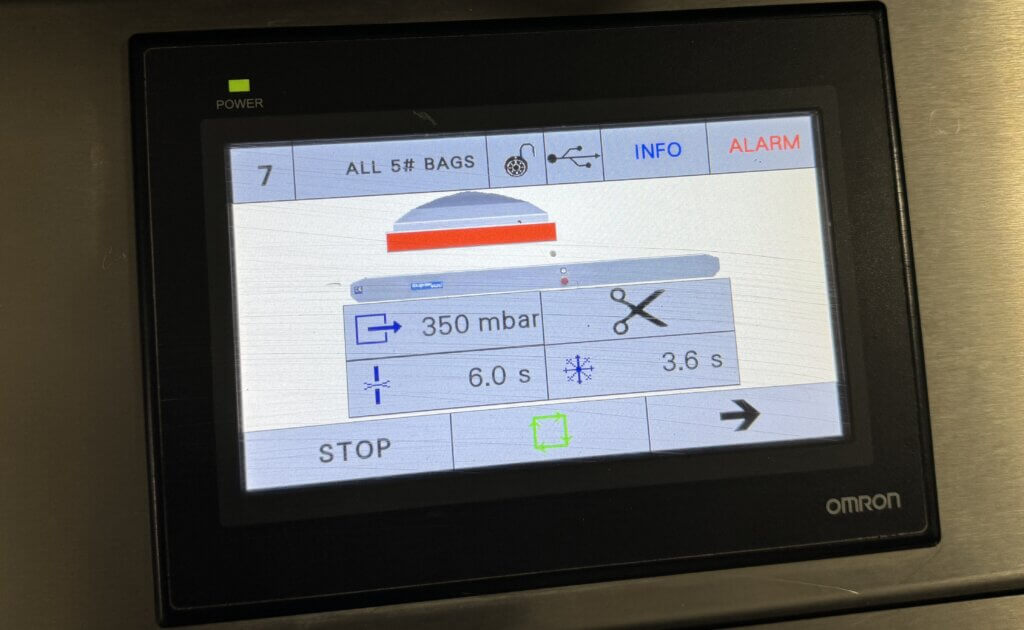 POWER
7 ALL 5# BAGS INFO ALARM
350 mbar
6.0 s 3.6 s
STOP
OMRON